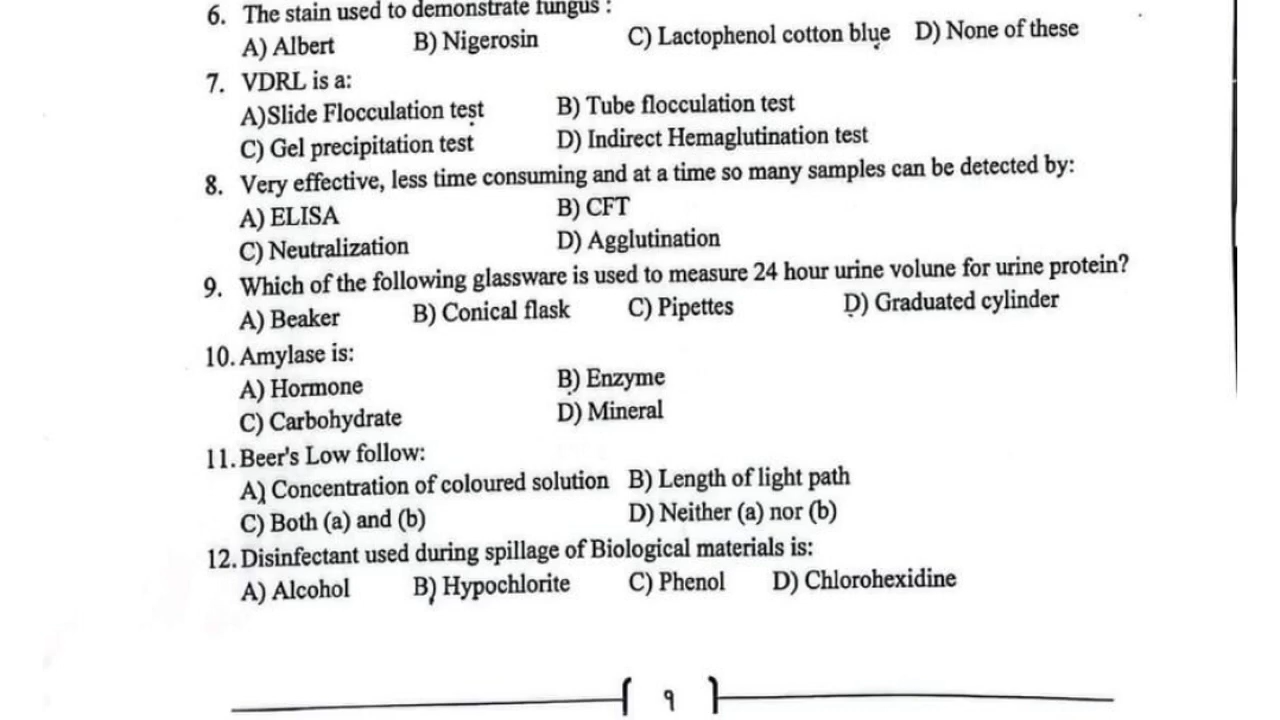 6. The stain used to demonstrate fungus :
A) Albert B) Nigerosin C) Lactophenol cotton blue D) None of these
7. VDRL is a:
A)Slide Flocculation test B) Tube flocculation test
C) Gel precipitation test D) Indirect Hemaglutination test
8. Very effective, less time consuming and at a time so many samples can be detected by:
A) ELISA B) CFT
C) Neutralization D) Agglutination
9. Which of the following glassware is used to measure 24 hour urine volune for urine protein?
A) Beaker B) Conical flask C) Pipettes D) Graduated cylinder
10. Amylase is:
A) Hormone B) Enzyme
C) Carbohydrate D) Mineral
11. Beer's Low follow:
A) Concentration of coloured solution B) Length of light path
C) Both (a) and (b) D) Neither (a) nor (b)
12. Disinfectant used during spillage of Biological materials is:
A) Alcohol B) Hypochlorite C) Phenol D) Chlorohexidine
{ ९ }